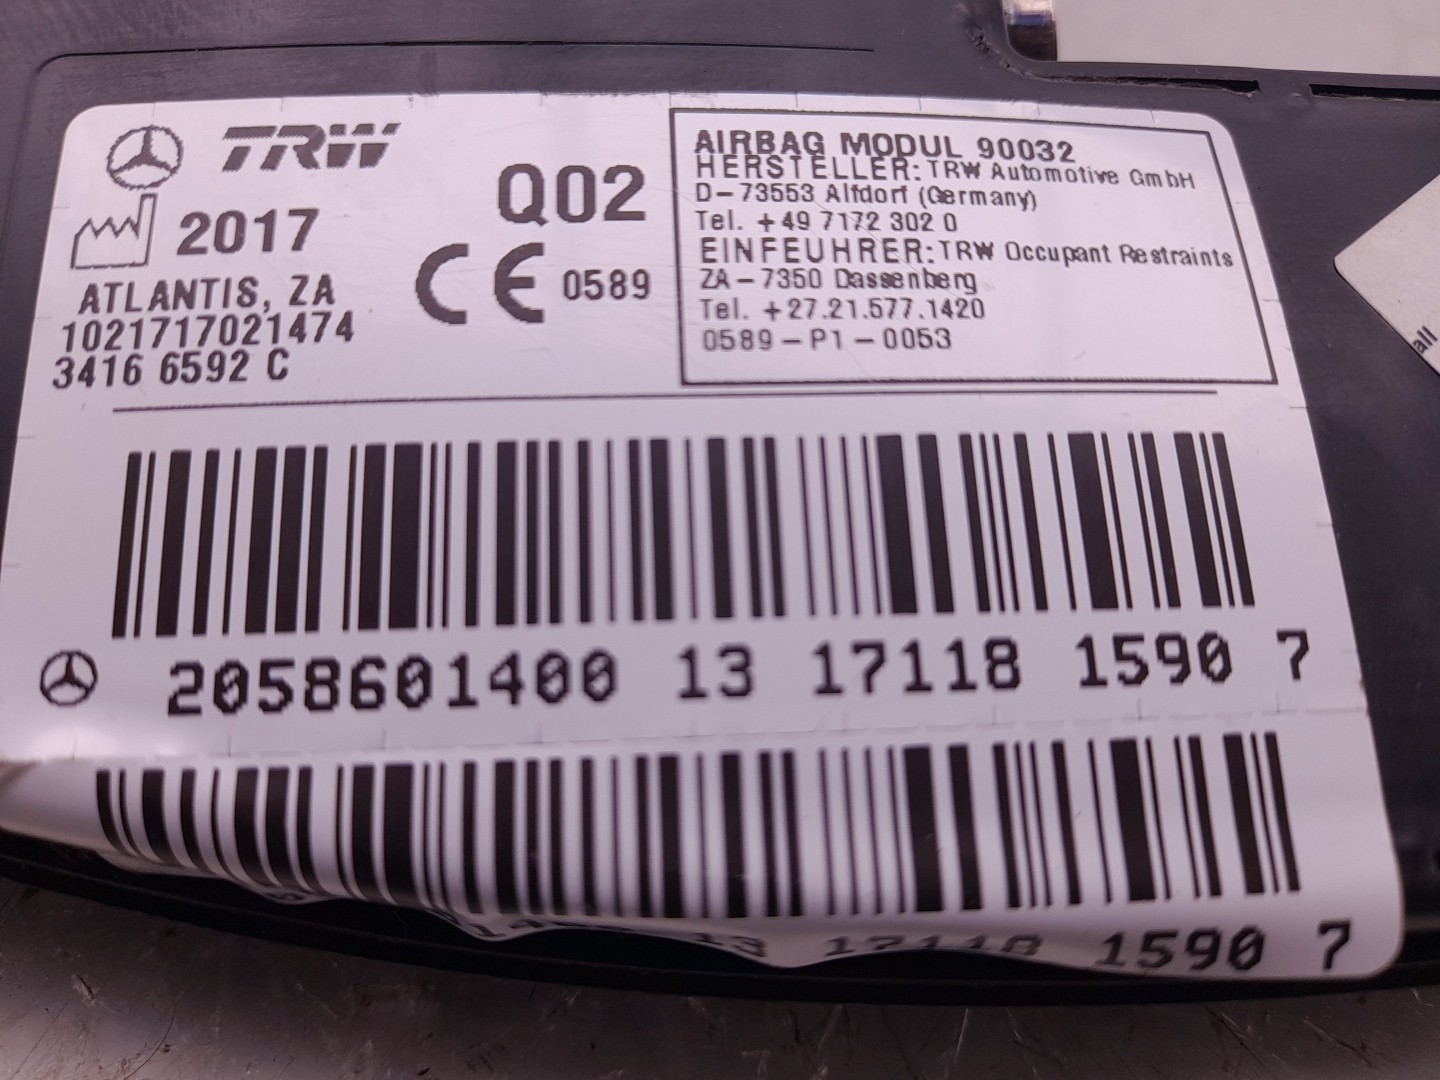 TRW
2017
Q02
ATLANTIS, ZA
1021717021474
3416 6592 C
CE 0589
AIRBAG MODUL 90032
HERSTELLER: TRW Automotive GmbH
D-73553 Alfdorf (Germany)
Tel. +49 7172 302 0
EINFEUHRER: TRW Occupant Restraints
ZA-7350 Dassenberg
Tel. +27.21.577.1420
0589-P1-0053
2058601400 13 17118 1590 7
13 17118 1590 7
all